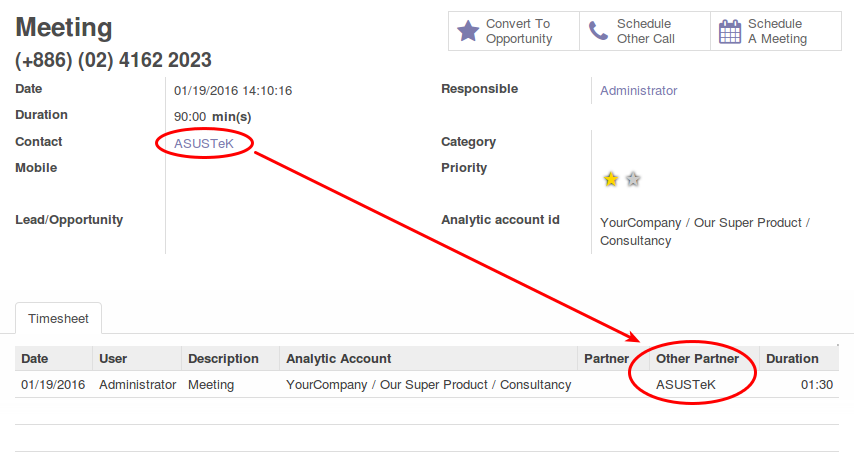 Meeting
Convert To
Opportunity
Schedule
Other Call
Schedule
A Meeting
(+886) (02) 4162 2023
Date 01/19/2016 14:10:16 Responsible Administrator
Duration 90:00 min(s)
Contact ASUSTeK Category
Mobile Priority
Lead/Opportunity Analytic account id YourCompany / Our Super Product /
Consultancy
Timesheet
Date User Description Analytic Account Partner Other Partner Duration
01/19/2016 Administrator Meeting YourCompany / Our Super Product / Consultancy ASUSTeK 01:30